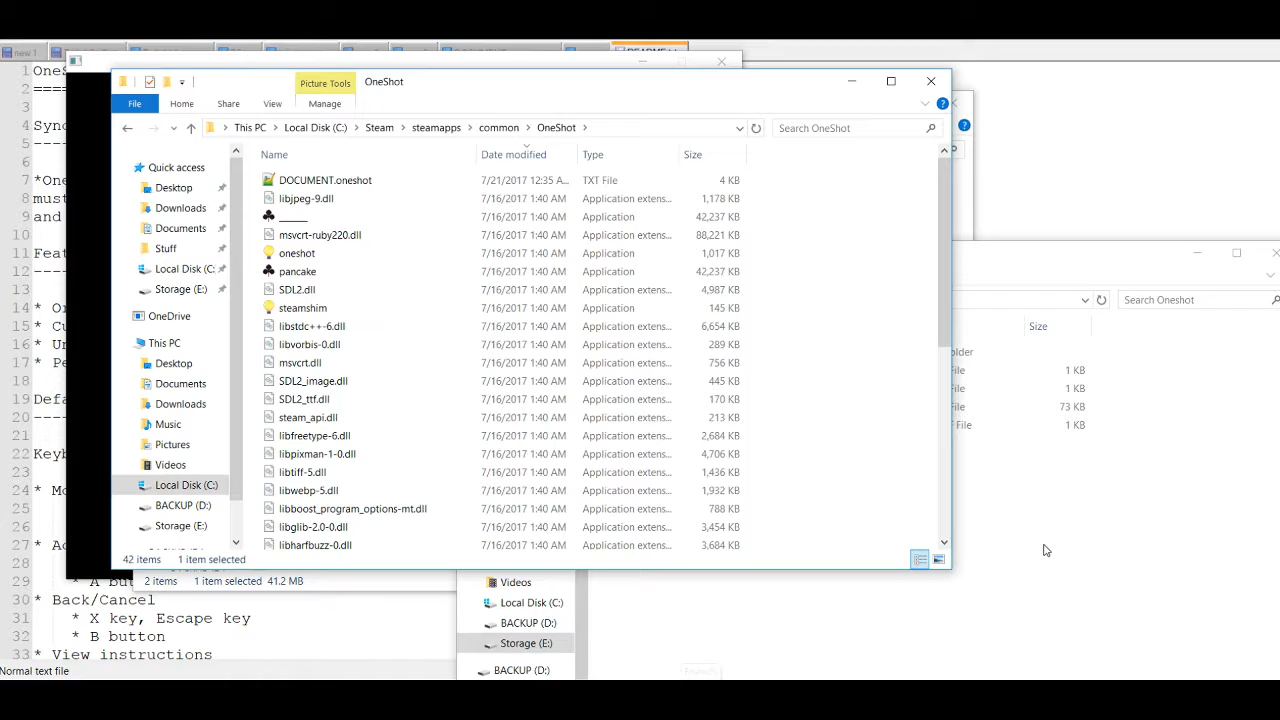 new 1
README
1 OneS
2 ====
3
4 Sync
5 ----
6
7 *One
8 must
9 and
10
11 Feat
12 ----
13
14 * Or
15 * Cu
16 * Ur
17 * Pe
18
19 Defa
20 ----
21
22 Keyb
23
24 * Mo
25
26
27 * Ac
28
29 * A but
30 * Back/Cancel
31 * X key, Escape key
32 * B button
33 * View instructions
Normal text file
Picture Tools OneShot
File Home Share View Manage
This PC Local Disk (C:) Steam steamapps common OneShot Search OneShot
Name Date modified Type Size
Quick access
Desktop
Downloads
Documents
Stuff
Local Disk (C:
Storage (E:)
OneDrive
This PC
Desktop
Documents
Downloads
Music
Pictures
Videos
Local Disk (C:)
BACKUP (D:)
Storage (E:)
DOCUMENT.oneshot 7/21/2017 12:35 A... TXT File 4 KB
libjpeg-9.dll 7/16/2017 1:40 AM Application extens... 1,178 KB
______ 7/16/2017 1:40 AM Application 42,237 KB
msvcrt-ruby220.dll 7/16/2017 1:40 AM Application extens... 88,221 KB
oneshot 7/16/2017 1:40 AM Application 1,017 KB
pancake 7/16/2017 1:40 AM Application 42,237 KB
SDL2.dll 7/16/2017 1:40 AM Application extens... 4,987 KB
steamshim 7/16/2017 1:40 AM Application 145 KB
libstdc++-6.dll 7/16/2017 1:40 AM Application extens... 6,654 KB
libvorbis-0.dll 7/16/2017 1:40 AM Application extens... 289 KB
msvcrt.dll 7/16/2017 1:40 AM Application extens... 756 KB
SDL2_image.dll 7/16/2017 1:40 AM Application extens... 445 KB
SDL2_ttf.dll 7/16/2017 1:40 AM Application extens... 170 KB
steam_api.dll 7/16/2017 1:40 AM Application extens... 213 KB
libfreetype-6.dll 7/16/2017 1:40 AM Application extens... 2,684 KB
libpixman-1-0.dll 7/16/2017 1:40 AM Application extens... 4,706 KB
libtiff-5.dll 7/16/2017 1:40 AM Application extens... 1,436 KB
libwebp-5.dll 7/16/2017 1:40 AM Application extens... 1,932 KB
libboost_program_options-mt.dll 7/16/2017 1:40 AM Application extens... 788 KB
libglib-2.0-0.dll 7/16/2017 1:40 AM Application extens... 3,454 KB
libharfbuzz-0.dll 7/16/2017 1:40 AM Application extens... 3,684 KB
42 items 1 item selected
2 items 1 item selected 41.2 MB
Search Oneshot
Size
older
File 1 KB
File 1 KB
File 73 KB
File 1 KB
Videos
Local Disk (C:)
BACKUP (D:)
Storage (E:)
BACKUP (D:)